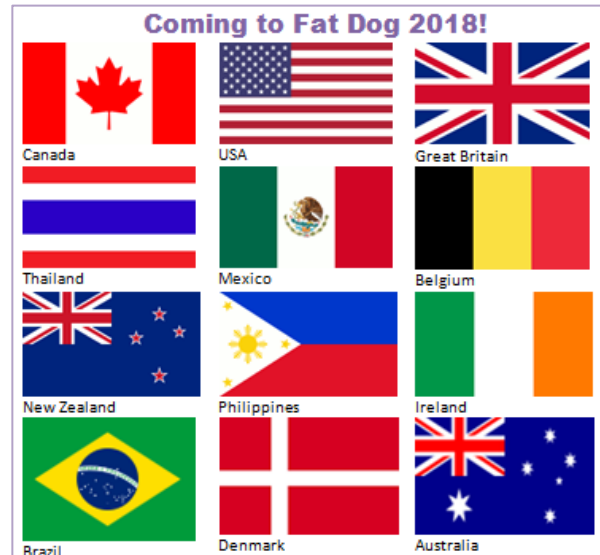 Coming to Fat Dog 2018!
Canada
USA
Great Britain
Thailand
Mexico
Belgium
New Zealand
Philippines
Ireland
Brazil
Denmark
Australia